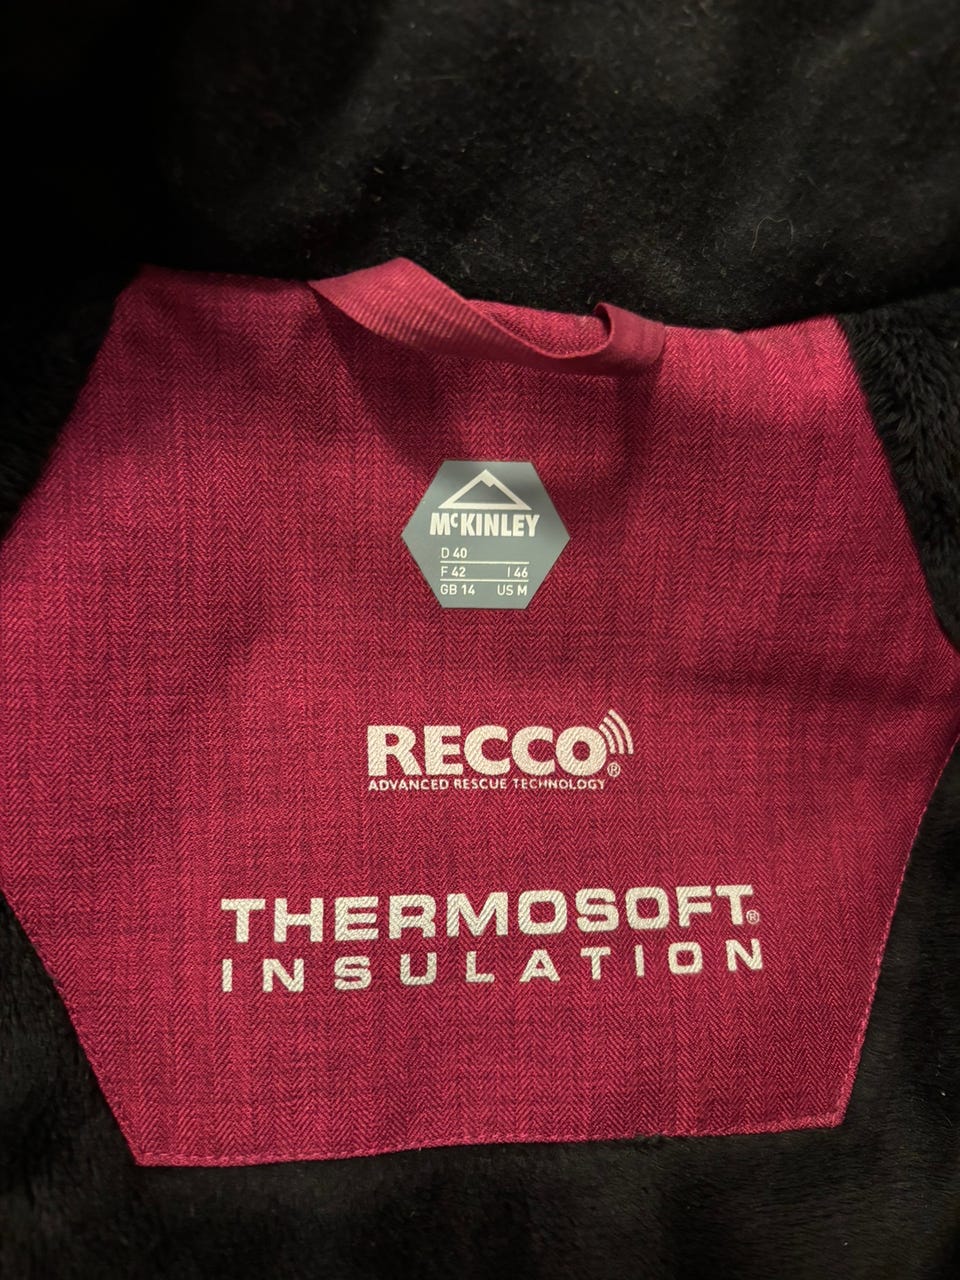 McKINLEY
D 40
F 42 I 46
GB 14 US M
RECCO®
ADVANCED RESCUE TECHNOLOGY
THERMOSOFT®
INSULATION